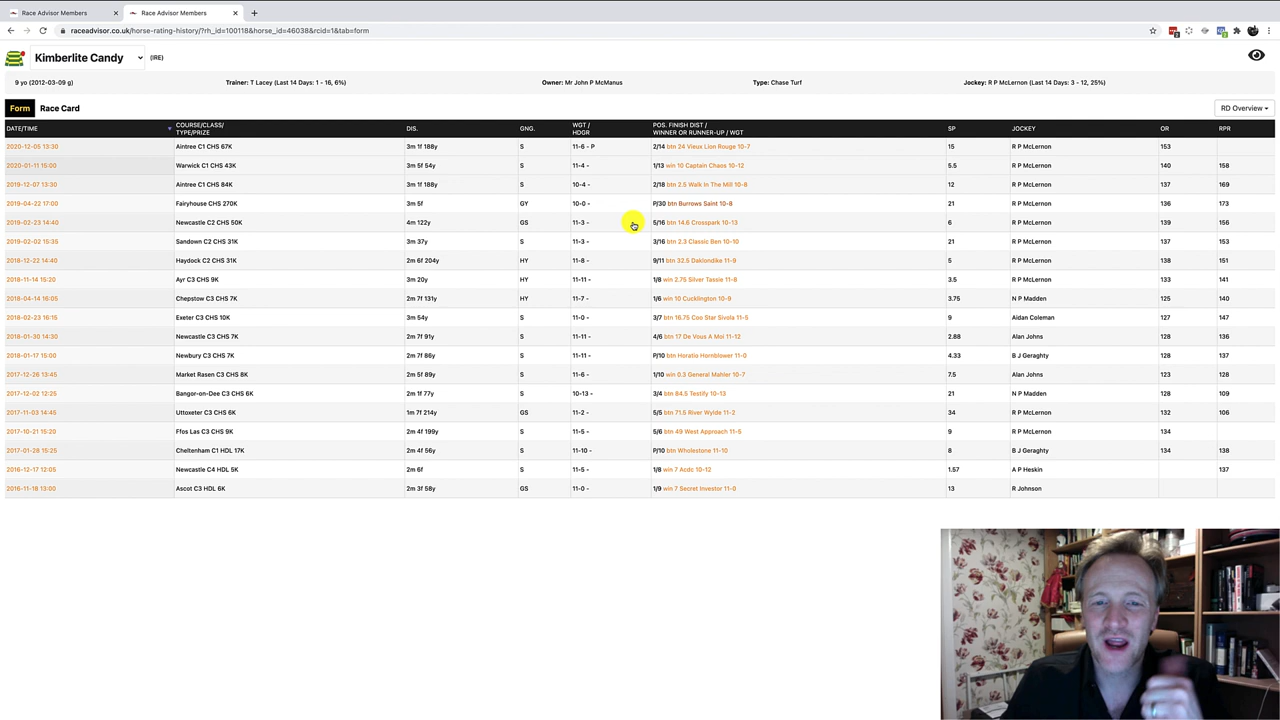 Race Advisor Members
Race Advisor Members
raceadvisor.co.uk/horse-rating-history/?rh_id=100118&horse_id=46038&rcid=1&tab=form
Kimberlite Candy (IRE)
9 yo (2012-03-09 g) Trainer: T Lacey (Last 14 Days: 1 - 16, 6%) Owner: Mr John P McManus Type: Chase Turf Jockey: R P McLernon (Last 14 Days: 3 - 12, 25%)
Form Race Card RD Overview
DATE/TIME COURSE/CLASS/ TYPE/PRIZE DIS. GNG. WGT / HDGR POS. FINISH DIST / WINNER OR RUNNER-UP / WGT SP JOCKEY OR RPR
2020-12-05 13:30 Aintree C1 CHS 67K 3m 1f 188y S 11-6 - P 2/14 btn 24 Vieux Lion Rouge 10-7 15 R P McLernon 153
2020-01-11 15:00 Warwick C1 CHS 43K 3m 5f 54y S 11-4 - 1/13 win 10 Captain Chaos 10-12 5.5 R P McLernon 140 158
2019-12-07 13:30 Aintree C1 CHS 84K 3m 1f 188y S 10-4 - 2/18 btn 2.5 Walk In The Mill 10-8 12 R P McLernon 137 169
2019-04-22 17:00 Fairyhouse CHS 270K 3m 5f GY 10-0 - P/30 btn Burrows Saint 10-8 21 R P McLernon 136 173
2019-02-23 14:40 Newcastle C2 CHS 50K 4m 122y GS 11-3 - 5/16 btn 14.6 Crosspark 10-13 6 R P McLernon 139 156
2019-02-02 15:35 Sandown C2 CHS 31K 3m 37y S 11-3 - 3/16 btn 2.3 Classic Ben 10-10 21 R P McLernon 137 153
2018-12-22 14:40 Haydock C2 CHS 31K 2m 6f 204y HY 11-8 - 9/11 btn 32.5 Daklondike 11-9 5 R P McLernon 138 151
2018-11-14 15:20 Ayr C3 CHS 9K 3m 20y HY 11-11 - 1/8 win 2.75 Silver Tassie 11-8 3.5 R P McLernon 133 141
2018-04-14 16:05 Chepstow C3 CHS 7K 2m 7f 131y HY 11-7 - 1/6 win 10 Cucklington 10-9 3.75 N P Madden 125 140
2018-02-23 16:15 Exeter C3 CHS 10K 3m 54y S 11-0 - 3/7 btn 16.75 Coo Star Sivola 11-5 9 Aidan Coleman 127 147
2018-01-30 14:30 Newcastle C3 CHS 7K 2m 7f 91y S 11-11 - 4/6 btn 17 De Vous A Moi 11-12 2.88 Alan Johns 128 136
2018-01-17 15:00 Newbury C3 CHS 7K 2m 7f 86y S 11-11 - P/10 btn Horatio Hornblower 11-0 4.33 B J Geraghty 128 137
2017-12-26 13:45 Market Rasen C3 CHS 8K 2m 5f 89y S 11-6 - 1/10 win 0.3 General Mahler 10-7 7.5 Alan Johns 123 128
2017-12-02 12:25 Bangor-on-Dee C3 CHS 6K 2m 1f 77y S 10-13 - 3/4 btn 84.5 Testify 10-13 21 N P Madden 128 109
2017-11-03 14:45 Uttoxeter C3 CHS 6K 1m 7f 214y GS 11-2 - 5/5 btn 71.5 River Wylde 11-2 34 R P McLernon 132 106
2017-10-21 15:20 Ffos Las C3 CHS 9K 2m 4f 199y S 11-5 - 5/6 btn 49 West Approach 11-5 9 R P McLernon 134
2017-01-28 15:25 Cheltenham C1 HDL 17K 2m 4f 56y S 11-10 - P/10 btn Wholestone 11-10 8 B J Geraghty 134 138
2016-12-17 12:05 Newcastle C4 HDL 5K 2m 6f S 11-5 - 1/8 win 7 Acdc 10-12 1.57 A P Heskin 137
2016-11-18 13:00 Ascot C3 HDL 6K 2m 3f 58y GS 11-0 - 1/9 win 7 Secret Investor 11-0 13 R Johnson